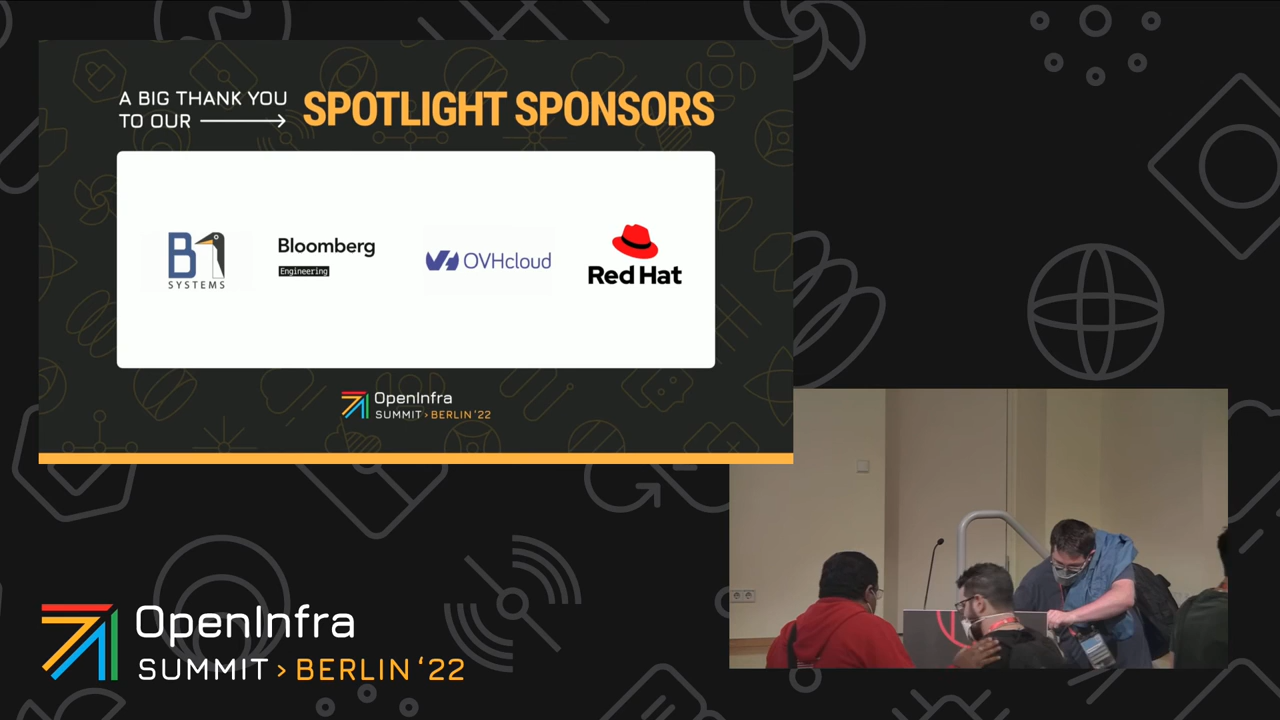 A BIG THANK YOU
TO OUR
SPOTLIGHT SPONSORS
B1
SYSTEMS
Bloomberg
Engineering
OVHcloud
Red Hat
OpenInfra
SUMMIT > BERLIN '22
OpenInfra
SUMMIT > BERLIN '22